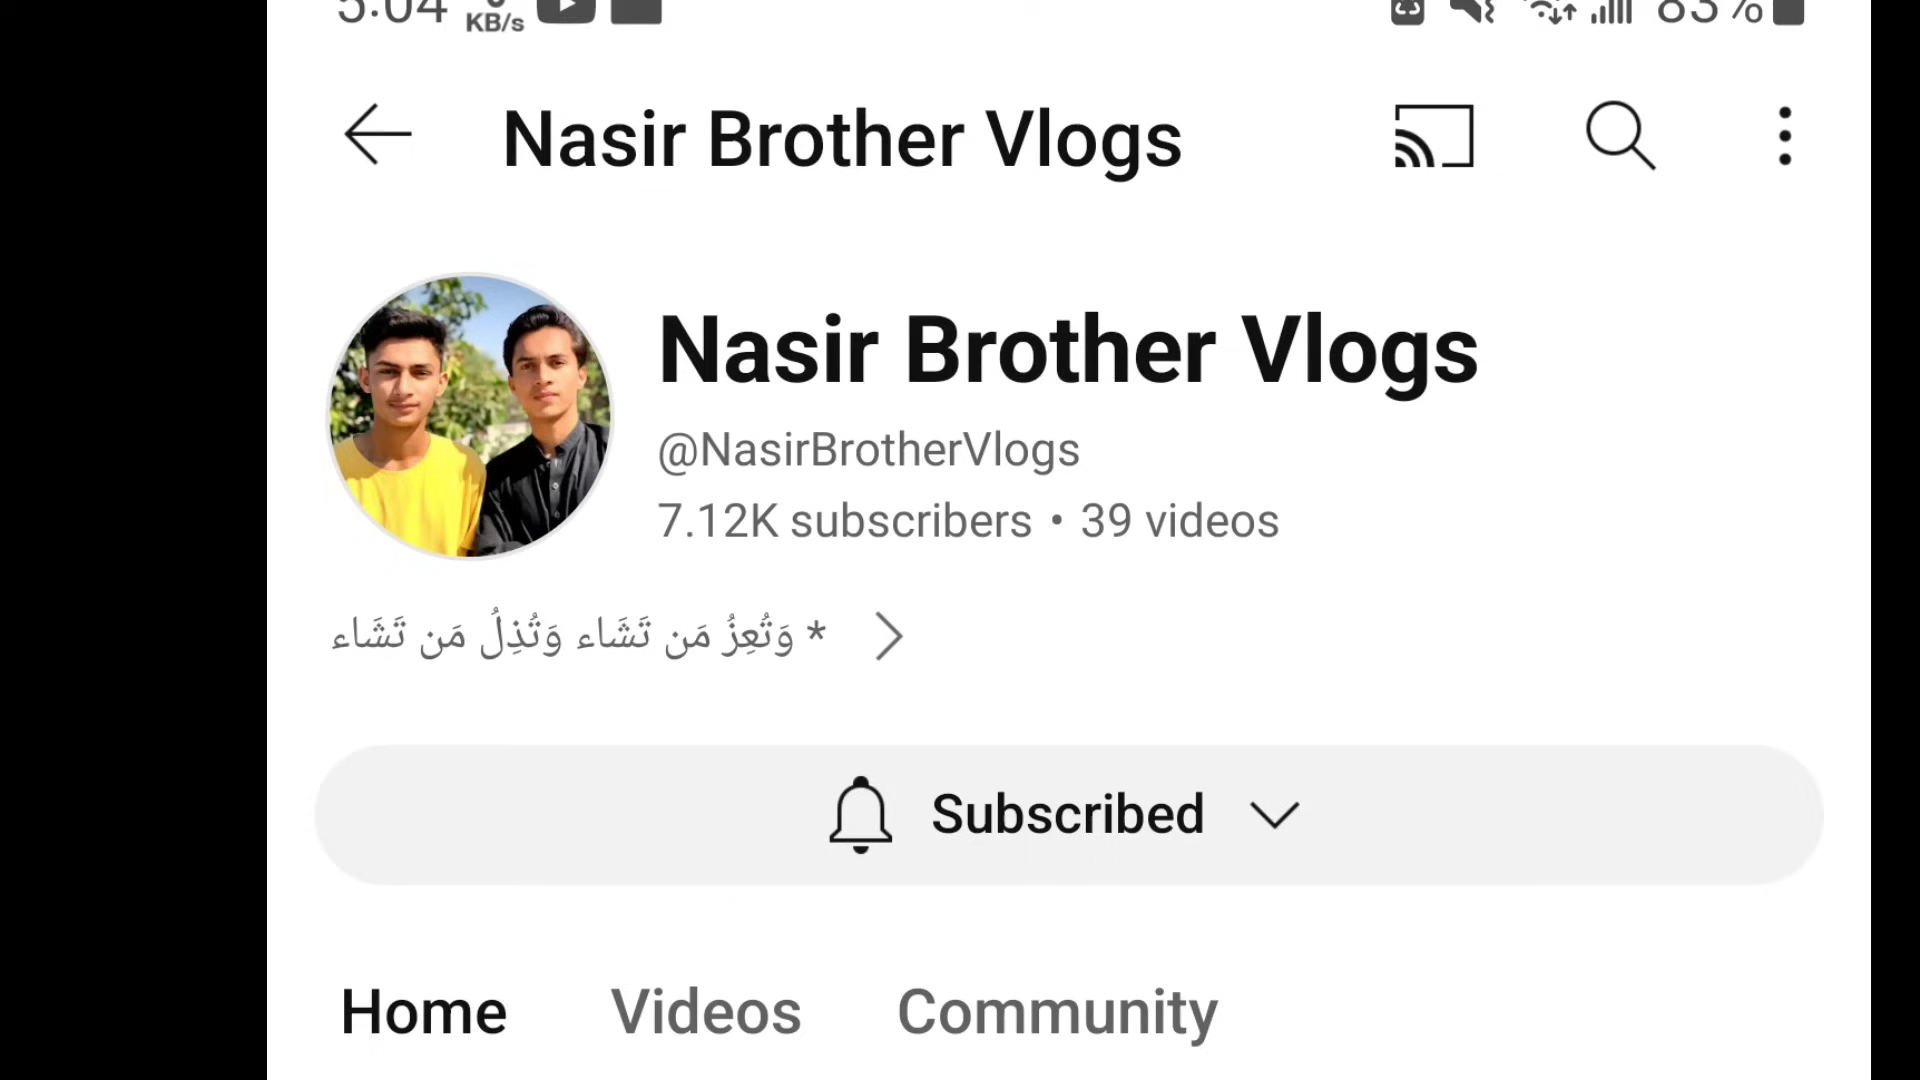 5:04 KB/s 83%
Nasir Brother Vlogs
Nasir Brother Vlogs
@NasirBrotherVlogs
7.12K subscribers • 39 videos
* وَتُعِزُ مَن تَشَاء وَتُذِلُ مَن تَشَاء
Subscribed
Home Videos Community